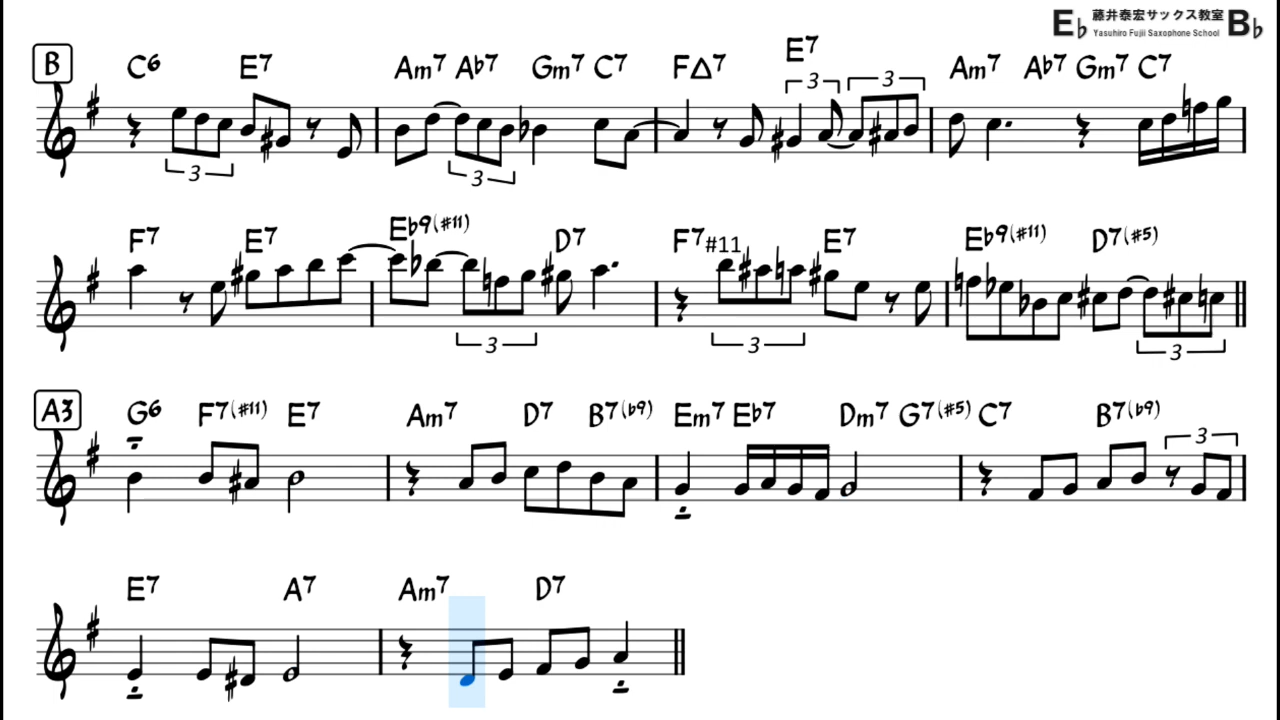 E♭ 藤井泰宏サックス教室 B♭
Yasuhiro Fujii Saxophone School
B C6 E7 Am7 A♭7 Gm7 C7 F△7 E7 Am7 A♭7 Gm7 C7
3 3 3 3
F7 E7 E♭9(#11) D7 F7#11 E7 E♭9(#11) D7(#5)
3 3 3
A3 G6 F7(#11) E7 Am7 D7 B7(♭9) Em7 E♭7 Dm7 G7(#5) C7 B7(♭9)
3
E7 A7 Am7 D7